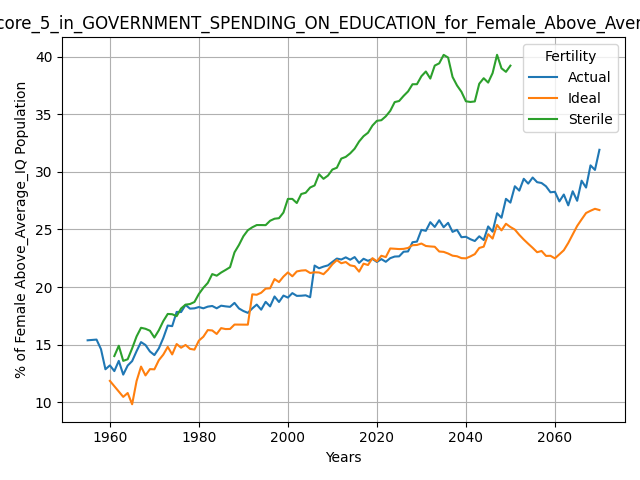 core_5_in_GOVERNMENT_SPENDING_ON_EDUCATION_for_Female_Above_Aver
Fertility
Actual
Ideal
Sterile
% of Female Above_Average_IQ Population
40
35
30
25
20
15
10
1960 1980 2000 2020 2040 2060
Years